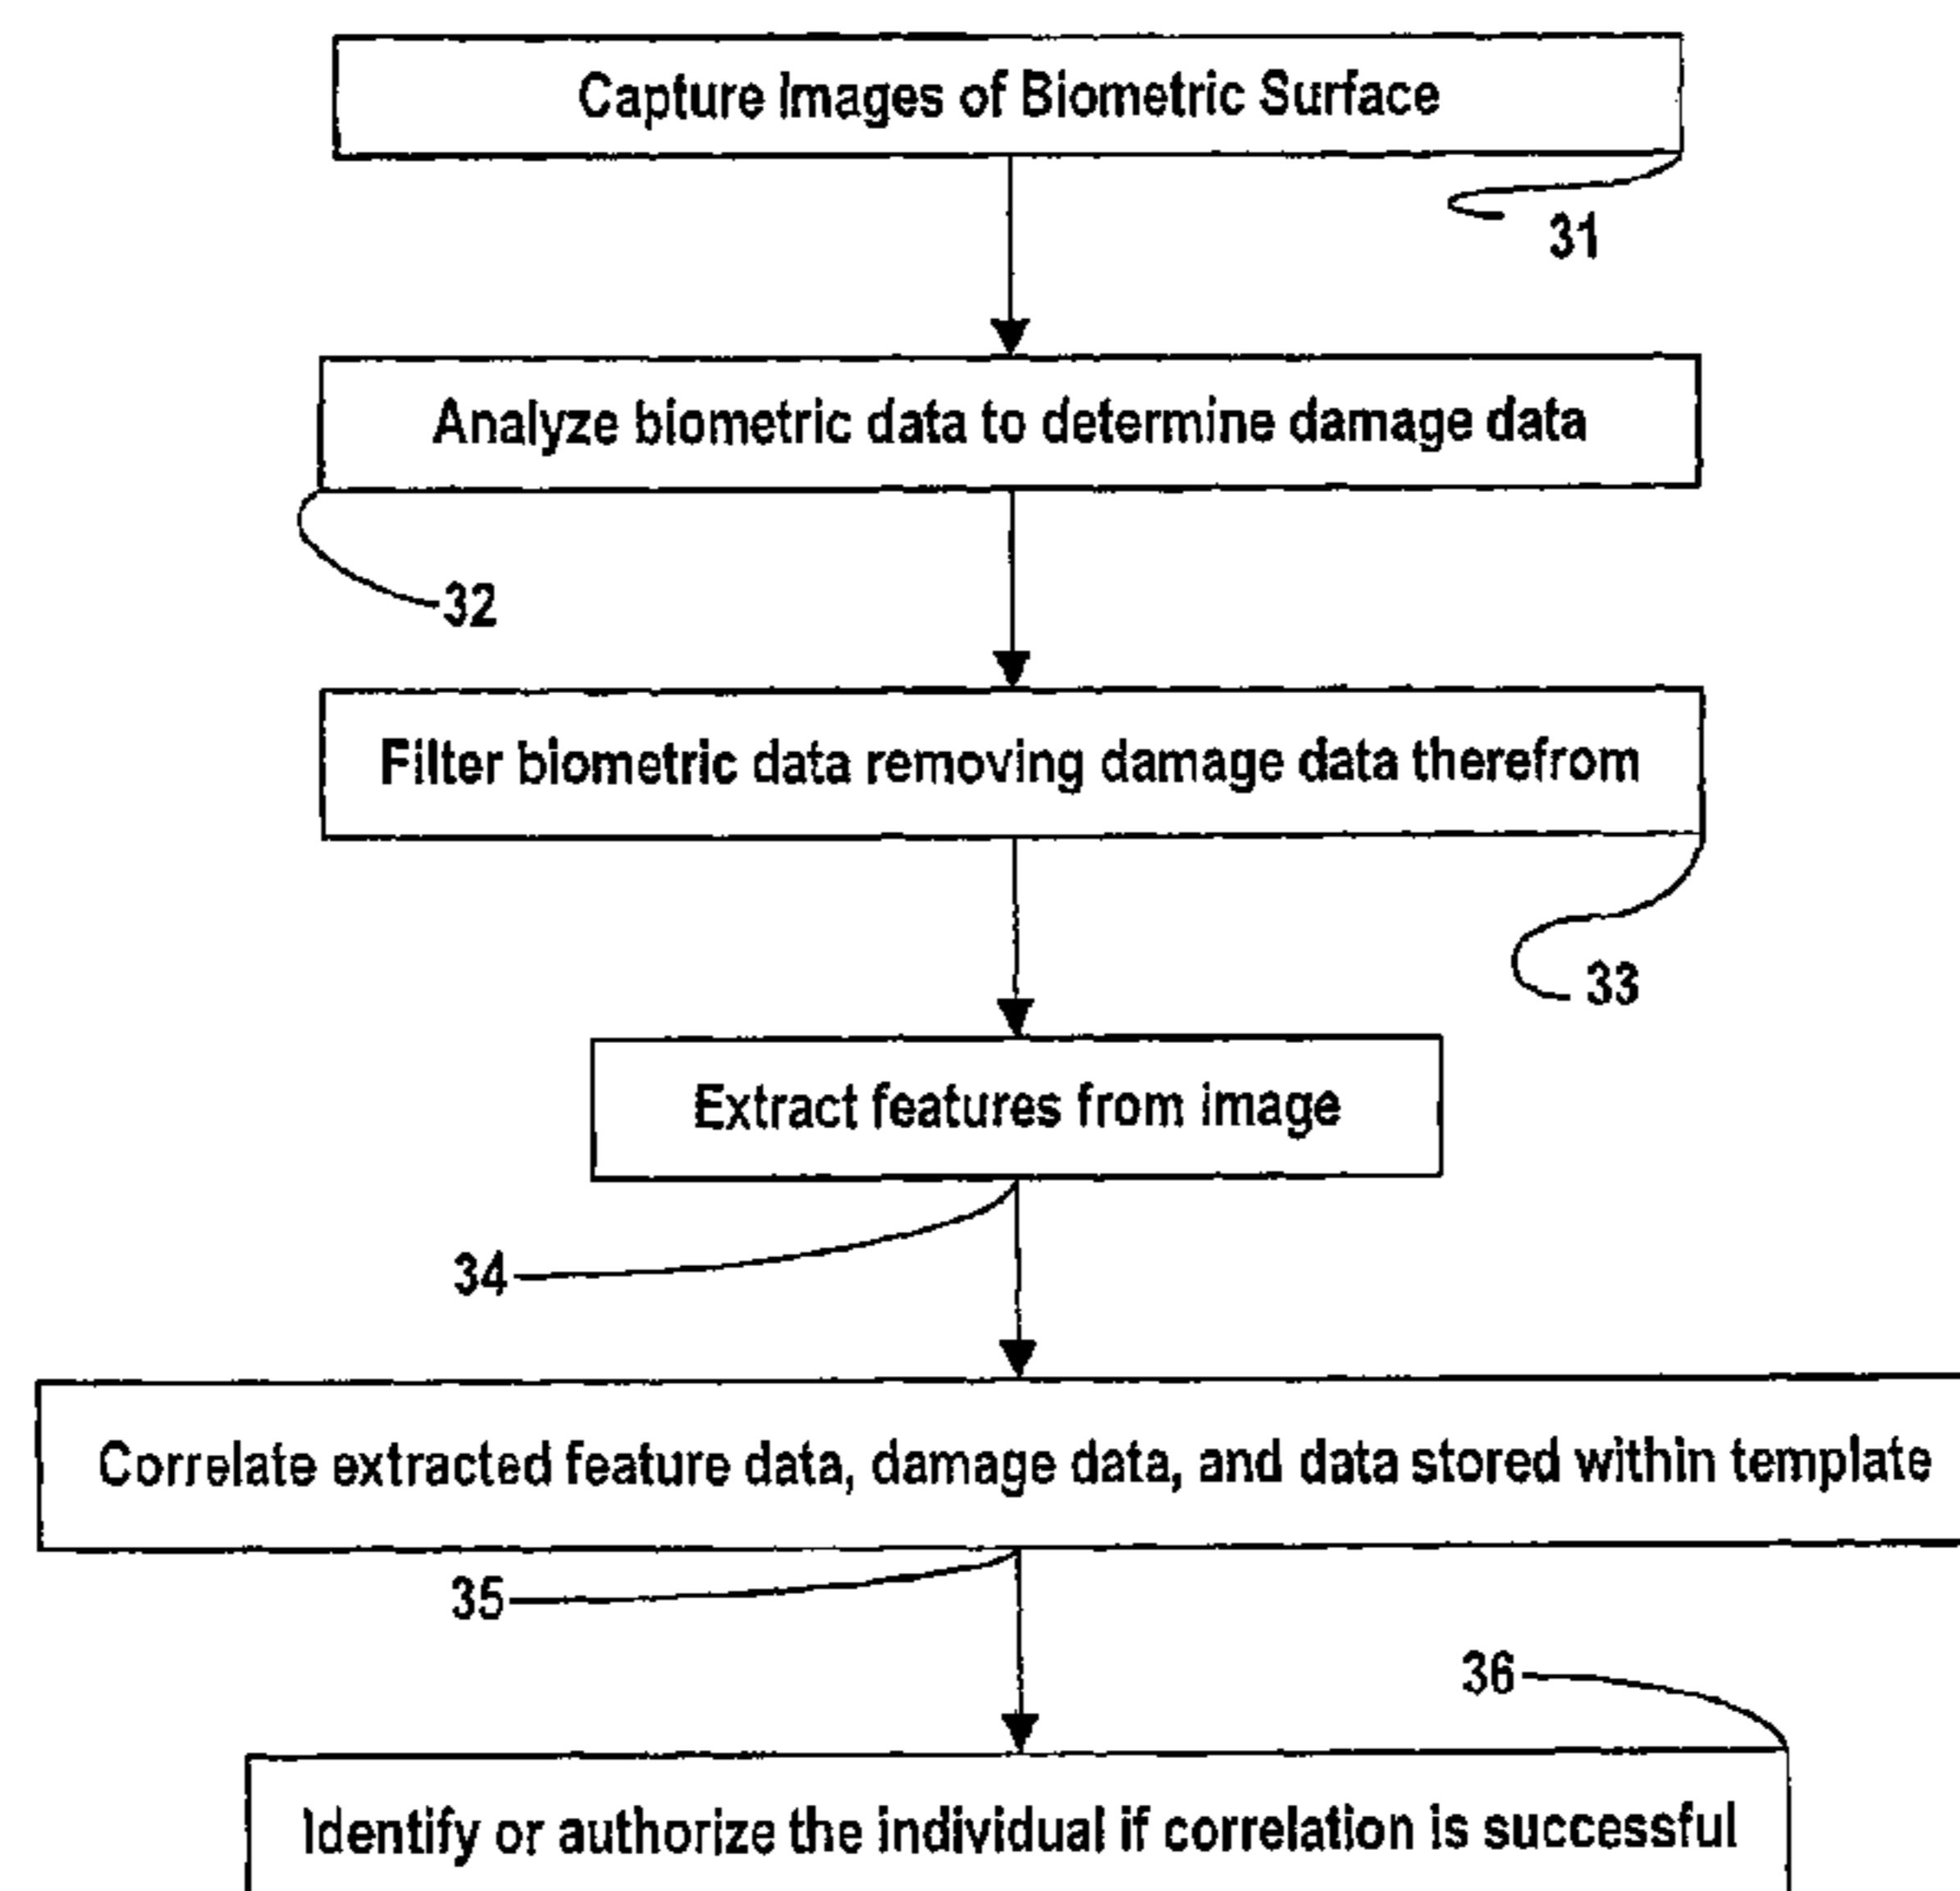 Capture Images of Biometric Surface
31
Analyze biometric data to determine damage data
32
Filter biometric data removing damage data therefrom
33
Extract features from image
34
Correlate extracted feature data, damage data, and data stored within template
35
36
Identify or authorize the individual if correlation is successful